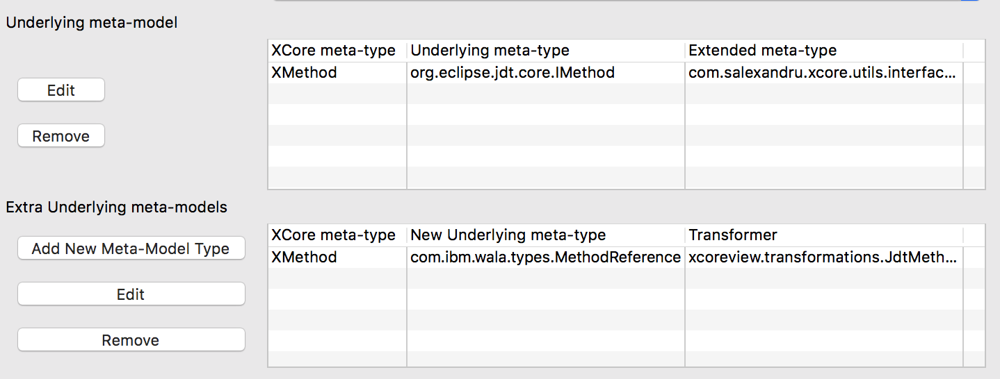 Underlying meta-model
XCore meta-type Underlying meta-type Extended meta-type
XMethod org.eclipse.jdt.core.IMethod com.salexandru.xcore.utils.interfac...
Edit
Remove
Extra Underlying meta-models
XCore meta-type New Underlying meta-type Transformer
Add New Meta-Model Type
XMethod com.ibm.wala.types.MethodReference xcoreview.transformations.JdtMeth...
Edit
Remove